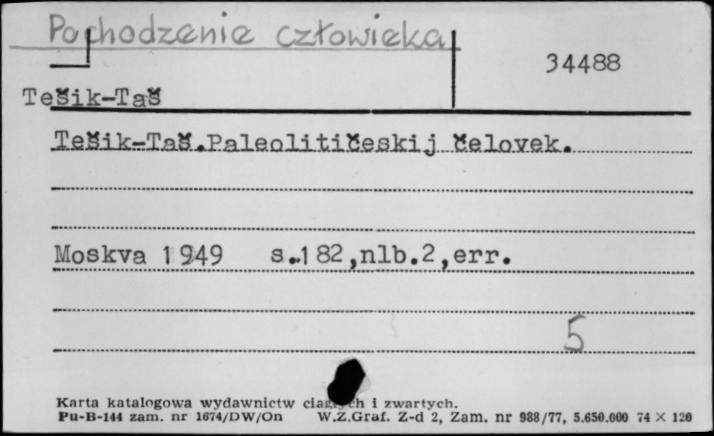 Pochodzenie człowieka
34488
Tešik-Taš
Tešik-Taš.Paleolitičeskij čelovek.
Moskva 1949 s.182,nlb.2,err.
5
Karta katalogowa wydawnictw ciągłych i zwartych.
Pu-B-144 zam. nr 1674/DW/On W.Z.Graf. Z-d 2, Zam. nr 988/77, 5.650.000 74 × 120